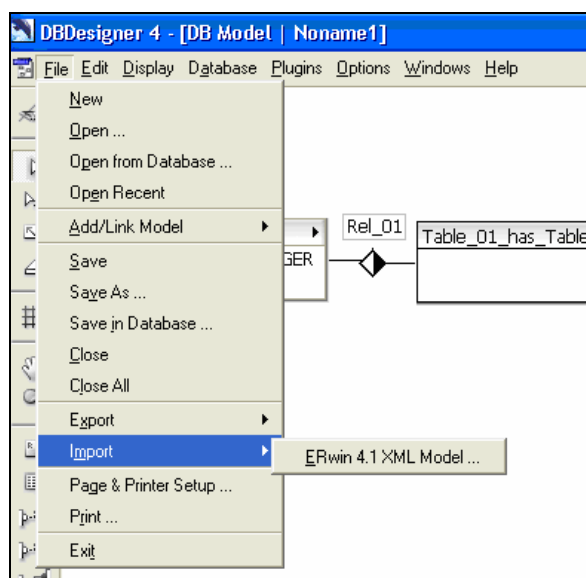 DBDesigner 4 - [DB Model | Noname1]
File Edit Display Database Plugins Options Windows Help
New
Open ...
Open from Database ...
Open Recent
Add/Link Model
Save
Save As ...
Save in Database ...
Close
Close All
Export
Import
Page & Printer Setup ...
Print ...
Exit
ERwin 4.1 XML Model ...
GER
Rel_01
Table_01_has_Table